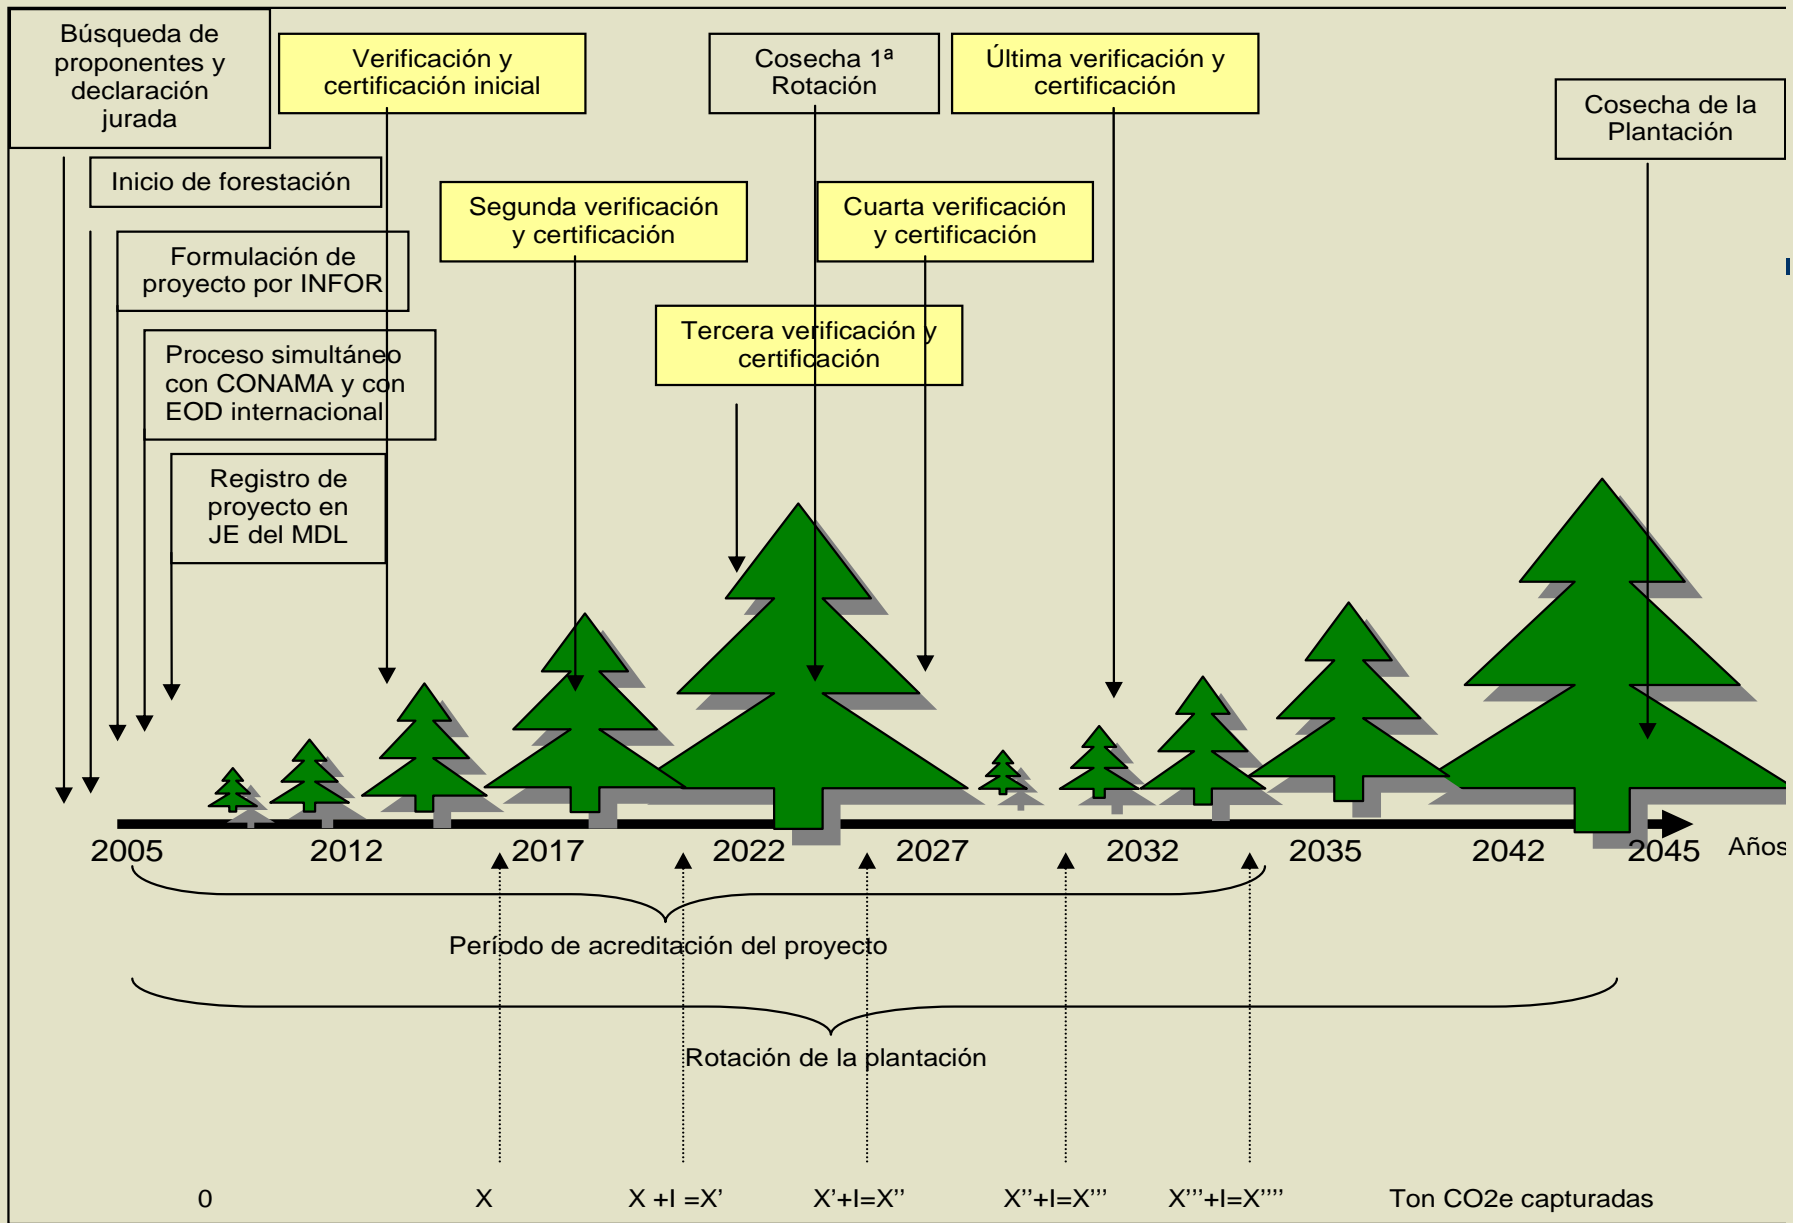 Búsqueda de
proponentes y
declaración
jurada
Verificación y
certificación inicial
Cosecha 1ª
Rotación
Última verificación y
certificación
Cosecha de la
Plantación
Inicio de forestación
Segunda verificación
y certificación
Cuarta verificación
y certificación
Formulación de
proyecto por INFOR
Tercera verificación y
certificación
Proceso simultáneo
con CONAMA y con
EOD internacional
Registro de
proyecto en
JE del MDL
2005 2012 2017 2022 2027 2032 2035 2042 2045 Años
Período de acreditación del proyecto
Rotación de la plantación
0 X X +I =X’ X’+I=X’’ X’’+I=X’’’ X’’’+I=X’’’’ Ton CO2e capturadas